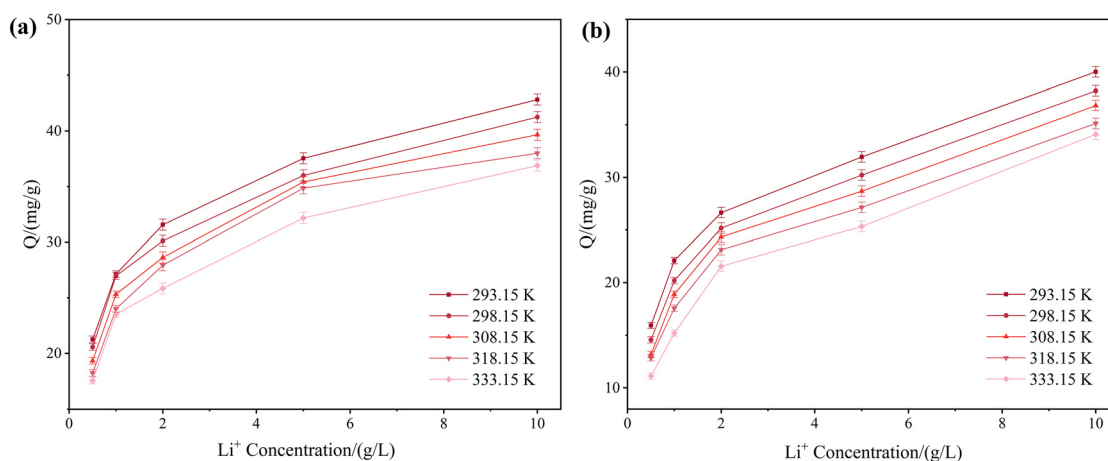 (a)
50
40
30
20
Q/(mg/g)
0 2 4 6 8 10
Li⁺ Concentration/(g/L)
293.15 K
298.15 K
308.15 K
318.15 K
333.15 K
(b)
40
30
20
10
Q/(mg/g)
0 2 4 6 8 10
Li⁺ Concentration/(g/L)
293.15 K
298.15 K
308.15 K
318.15 K
333.15 K